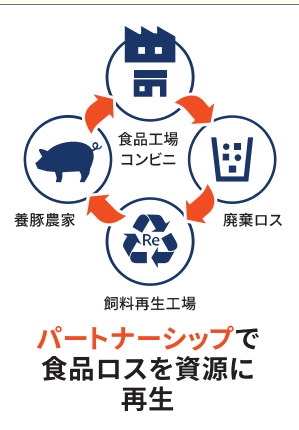 食品工場
コンビニ
廃棄ロス
養豚農家
Re
飼料再生工場
パートナーシップで
食品ロスを資源に
再生